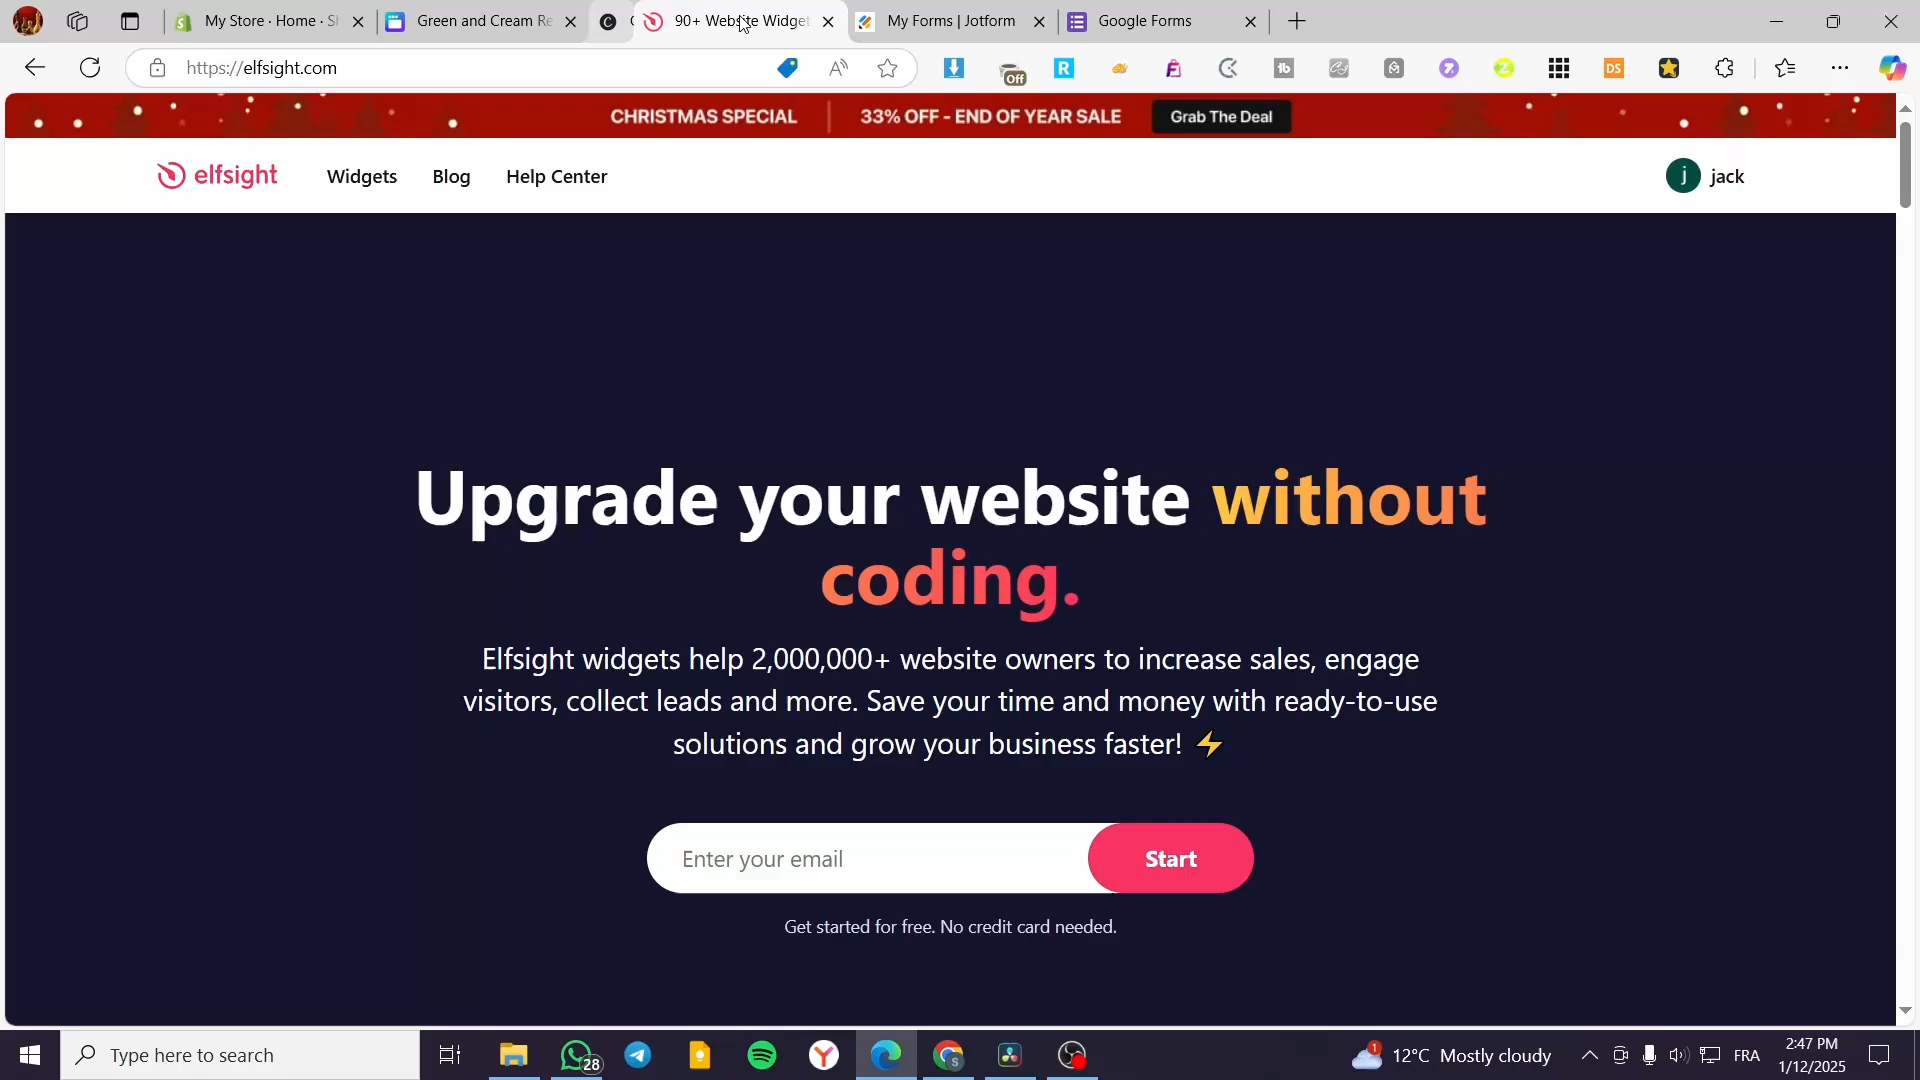 My Store · Home · Sh
Green and Cream Re
90+ Website Widget
My Forms | Jotform
Google Forms
https://elfsight.com
Off
DS
CHRISTMAS SPECIAL
33% OFF - END OF YEAR SALE
Grab The Deal
elfsight
Widgets
Blog
Help Center
j
jack
Upgrade your website without
coding.
Elfsight widgets help 2,000,000+ website owners to increase sales, engage
visitors, collect leads and more. Save your time and money with ready-to-use
solutions and grow your business faster! ⚡
Enter your email
Start
Get started for free. No credit card needed.
Type here to search
28
1
12°C Mostly cloudy
FRA
2:47 PM
1/12/2025